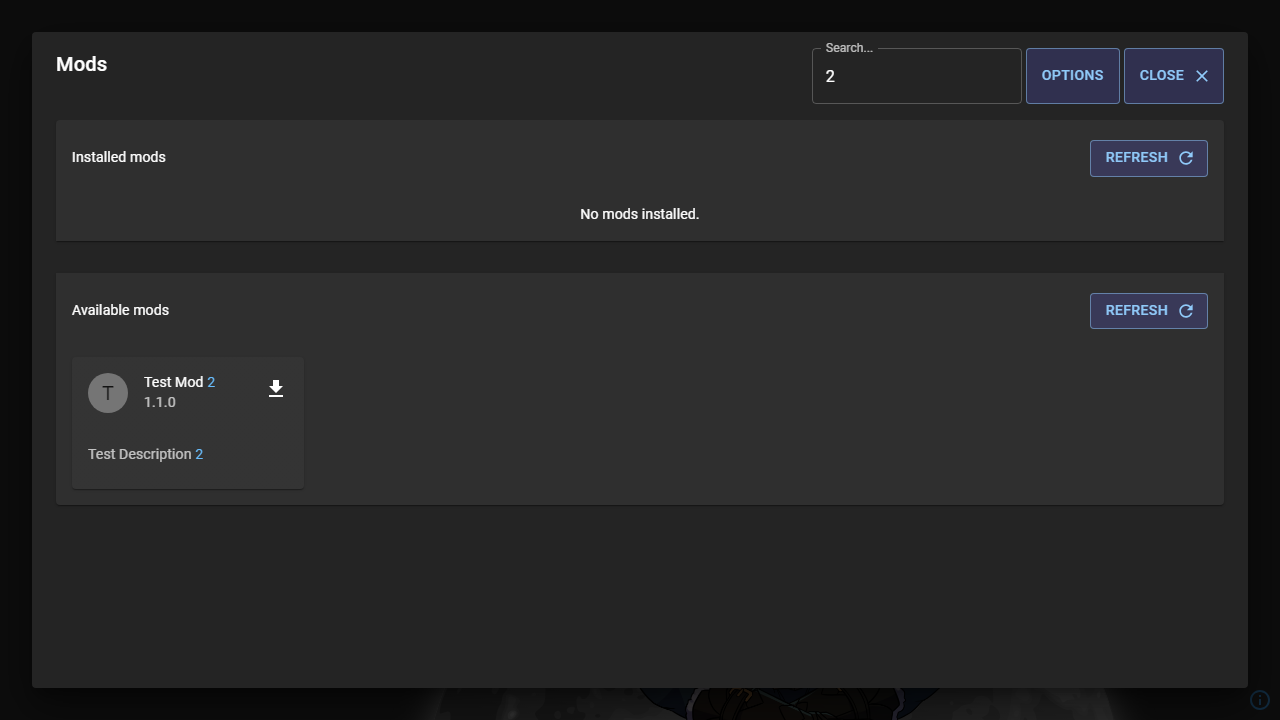 Mods
Search...
2
OPTIONS
CLOSE
Installed mods
REFRESH
No mods installed.
Available mods
REFRESH
T
Test Mod 2
1.1.0
Test Description 2